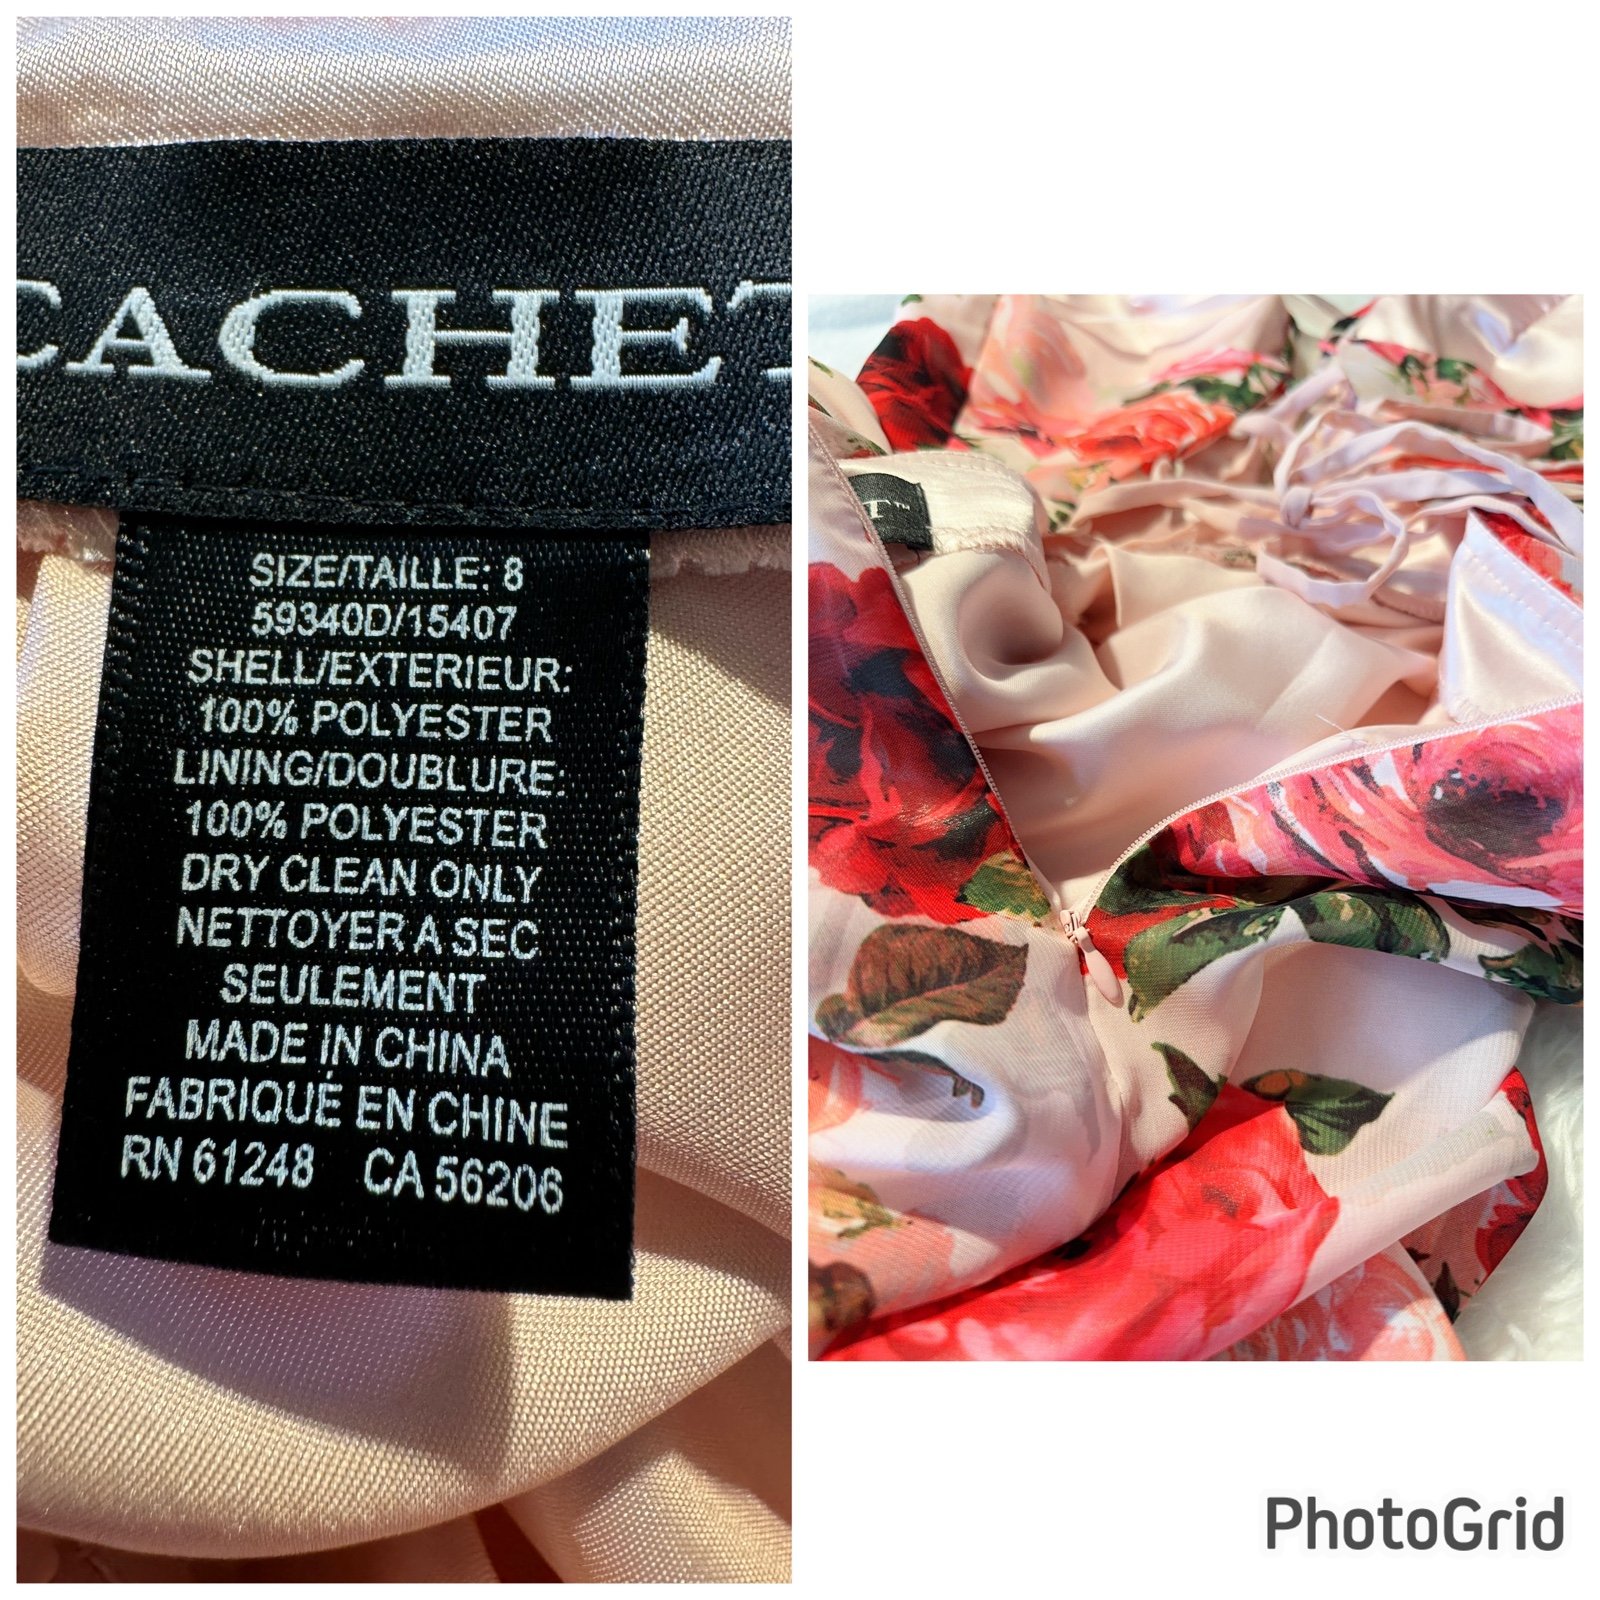 CACHET
SIZE/TAILLE: 8
59340D/15407
SHELL/EXTERIEUR:
100% POLYESTER
LINING/DOUBLURE:
100% POLYESTER
DRY CLEAN ONLY
NETTOYER A SEC
SEULEMENT
MADE IN CHINA
FABRIQUÉ EN CHINE
RN 61248 CA 56206
T™
PhotoGrid